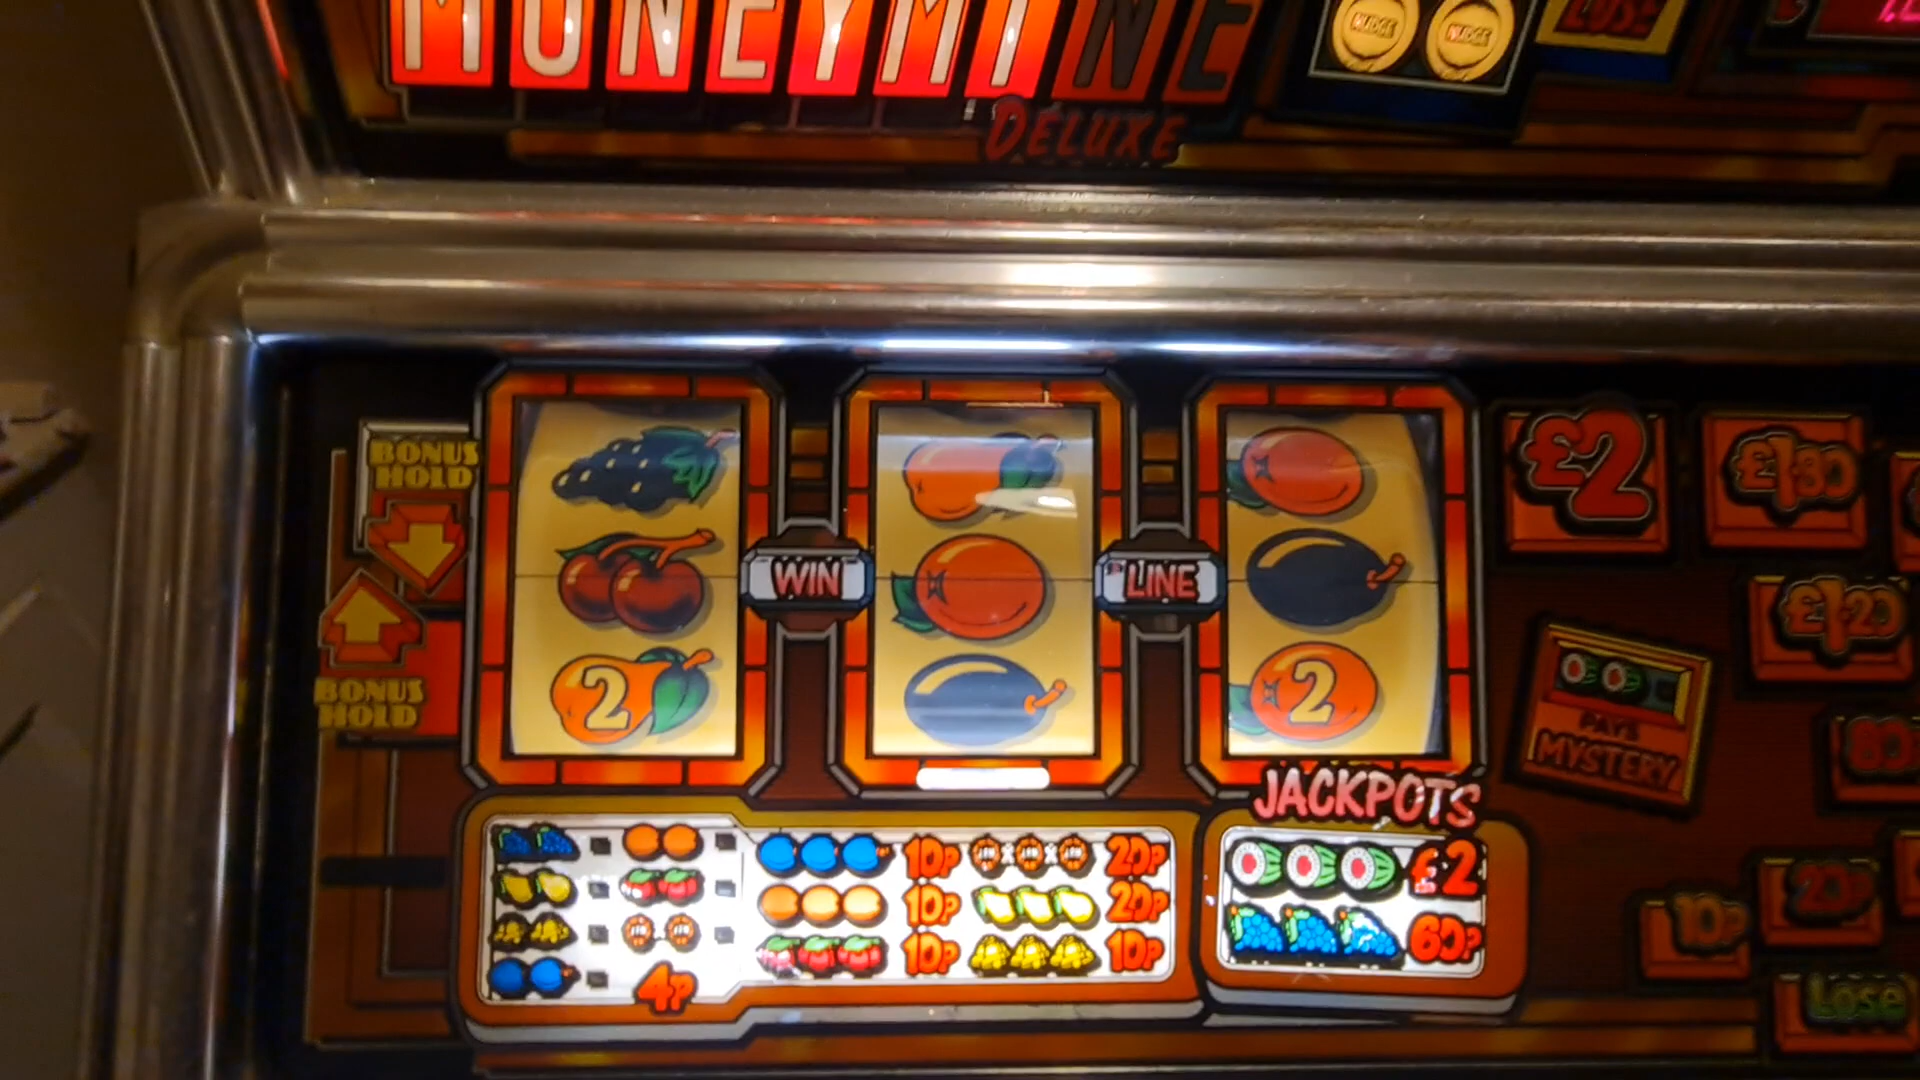 MONEYMINE
DELUXE
NUDGE NUDGE
LOSE
BONUS
HOLD
BONUS
HOLD
WIN
LINE
2
2
£2
£1·80
£1·20
PAYS
MYSTERY
80
JACKPOTS
10p 20p
10p 20p
10p 10p
4p
£2
60p
10p
20p
Lose